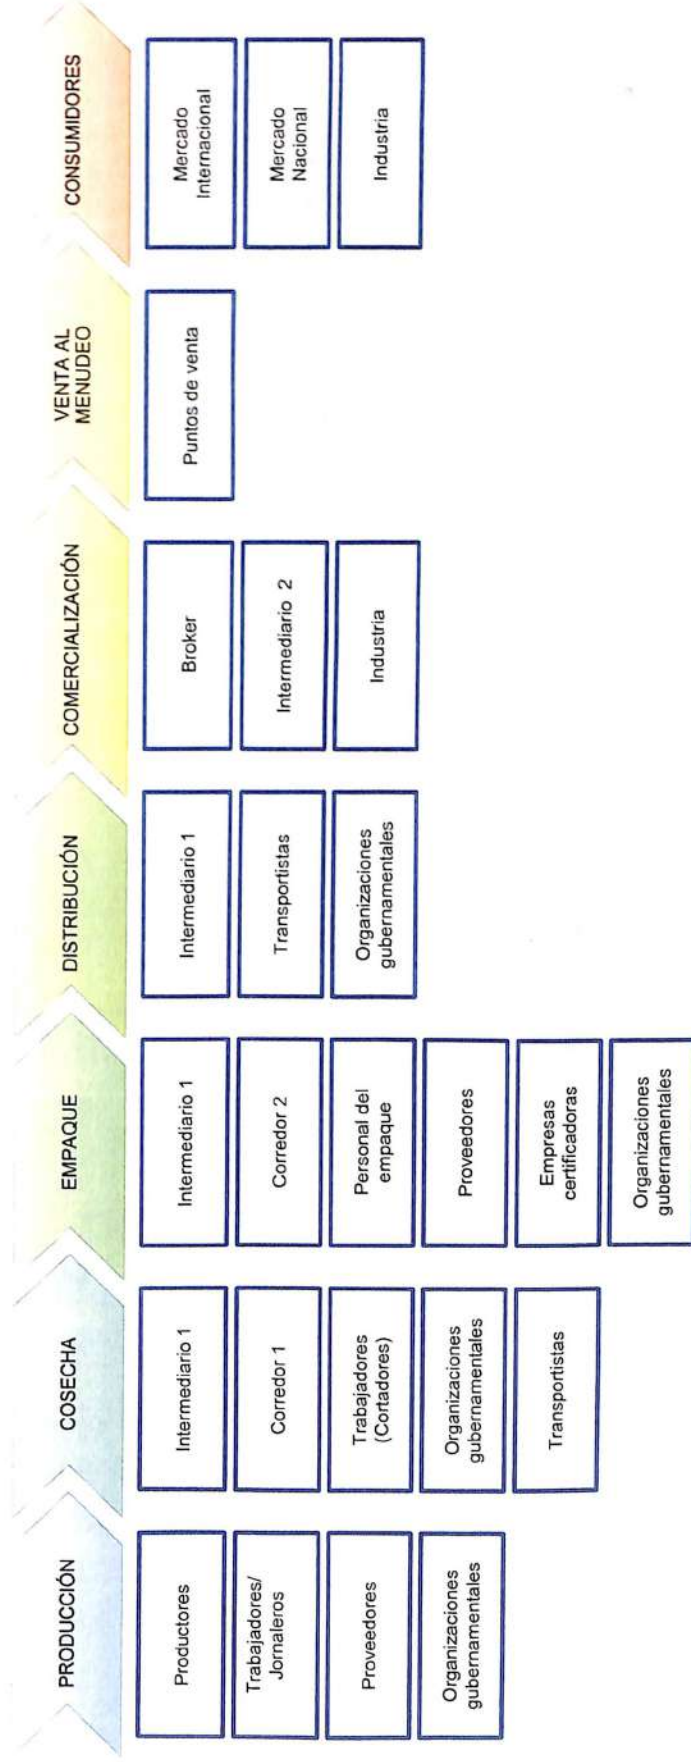 PRODUCCIÓN
Productores
Trabajadores/
Jornaleros
Proveedores
Organizaciones
gubernamentales
COSECHA
Intermediario 1
Corredor 1
Trabajadores
(Cortadores)
Organizaciones
gubernamentales
Transportistas
EMPAQUE
Intermediario 1
Corredor 2
Personal del
empaque
Proveedores
Empresas
certificadoras
Organizaciones
gubernamentales
DISTRIBUCIÓN
Intermediario 1
Transportistas
Organizaciones
gubernamentales
COMERCIALIZACIÓN
Broker
Intermediario 2
Industria
VENTA AL
MENUDEO
Puntos de venta
CONSUMIDORES
Mercado
Internacional
Mercado
Nacional
Industria